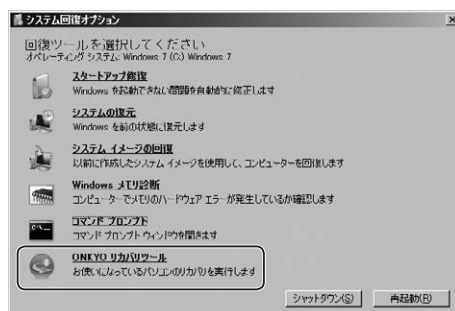 システム回復オプション
回復ツールを選択してください
オペレーティング システム: Windows 7 (C:) Windows 7
スタートアップ修復
Windows を起動できない問題を自動的に修正します
システムの復元
Windows を前の状態に復元します
システム イメージの回復
以前に作成したシステム イメージを使用して、コンピューターを回復します
Windows メモリ診断
コンピューターでメモリのハードウェア エラーが発生しているか確認します
コマンド プロンプト
コマンド プロンプト ウィンドウを開きます
ONKYO リカバリツール
お使いになっているパソコンのリカバリを実行します
シャットダウン(S) 再起動(R)